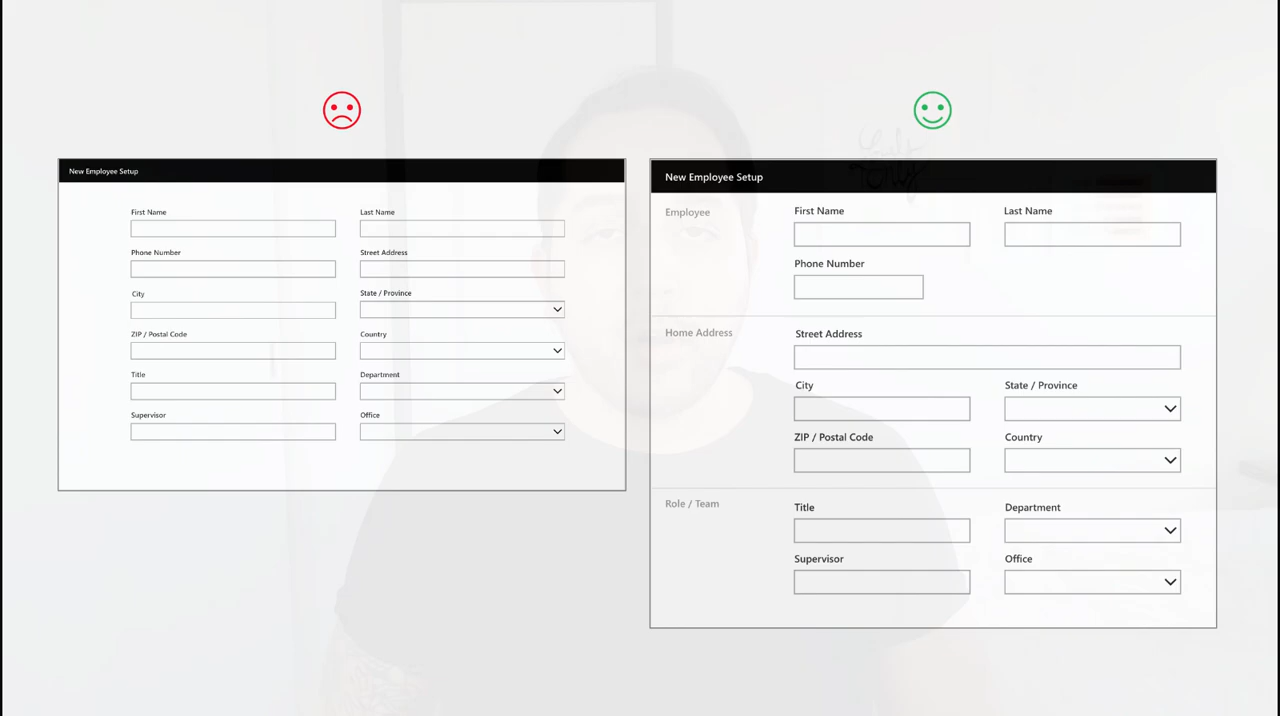 New Employee Setup
First Name
Last Name
Phone Number
Street Address
City
State / Province
ZIP / Postal Code
Country
Title
Department
Supervisor
Office
New Employee Setup
Employee
First Name
Last Name
Phone Number
Home Address
Street Address
City
State / Province
ZIP / Postal Code
Country
Role / Team
Title
Department
Supervisor
Office